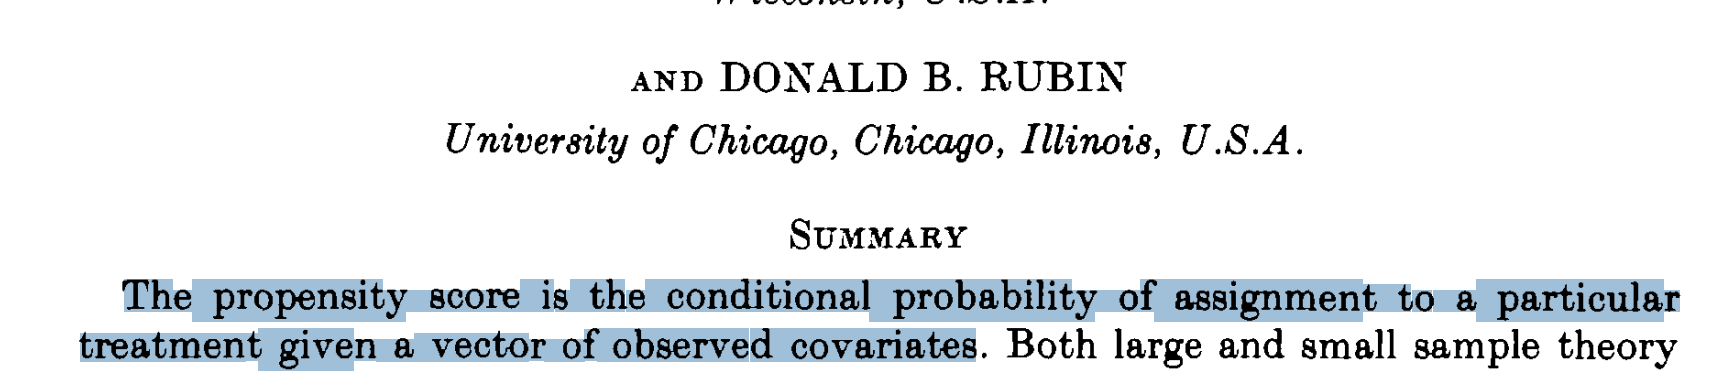 AND DONALD B. RUBIN
University of Chicago, Chicago, Illinois, U.S.A.
SUMMARY
The propensity score is the conditional probability of assignment to a particular
treatment given a vector of observed covariates. Both large and small sample theory